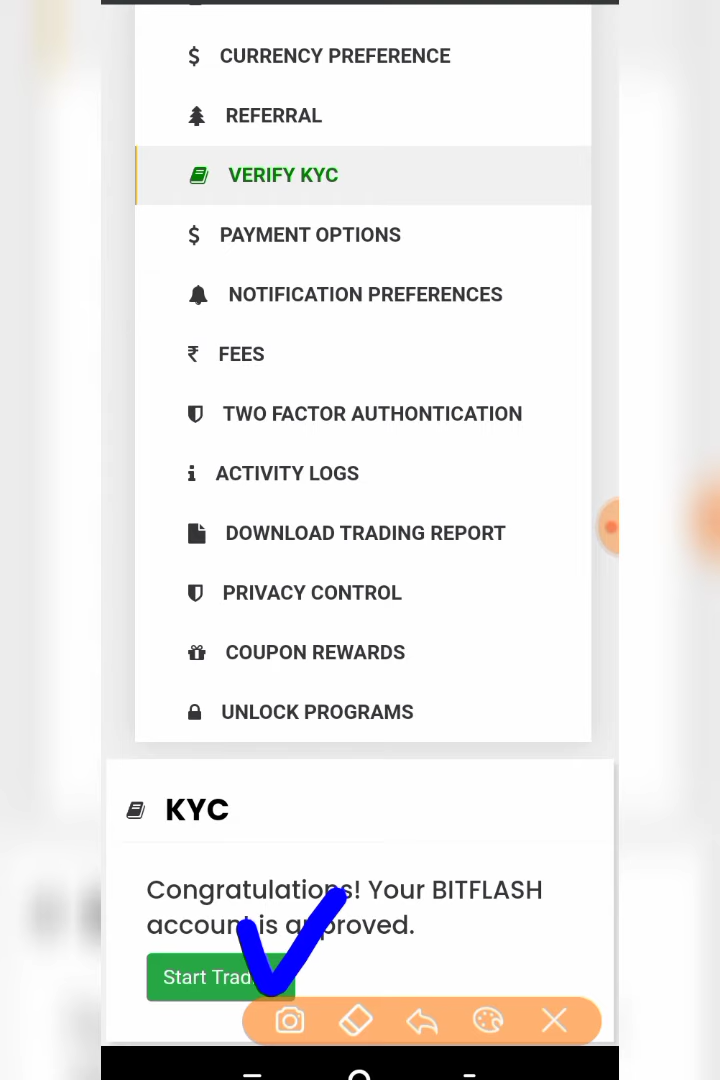 $ CURRENCY PREFERENCE
REFERRAL
VERIFY KYC
$ PAYMENT OPTIONS
NOTIFICATION PREFERENCES
₹ FEES
TWO FACTOR AUTHONTICATION
i ACTIVITY LOGS
DOWNLOAD TRADING REPORT
PRIVACY CONTROL
COUPON REWARDS
UNLOCK PROGRAMS
KYC
Congratulations! Your BITFLASH
account is approved.
Start